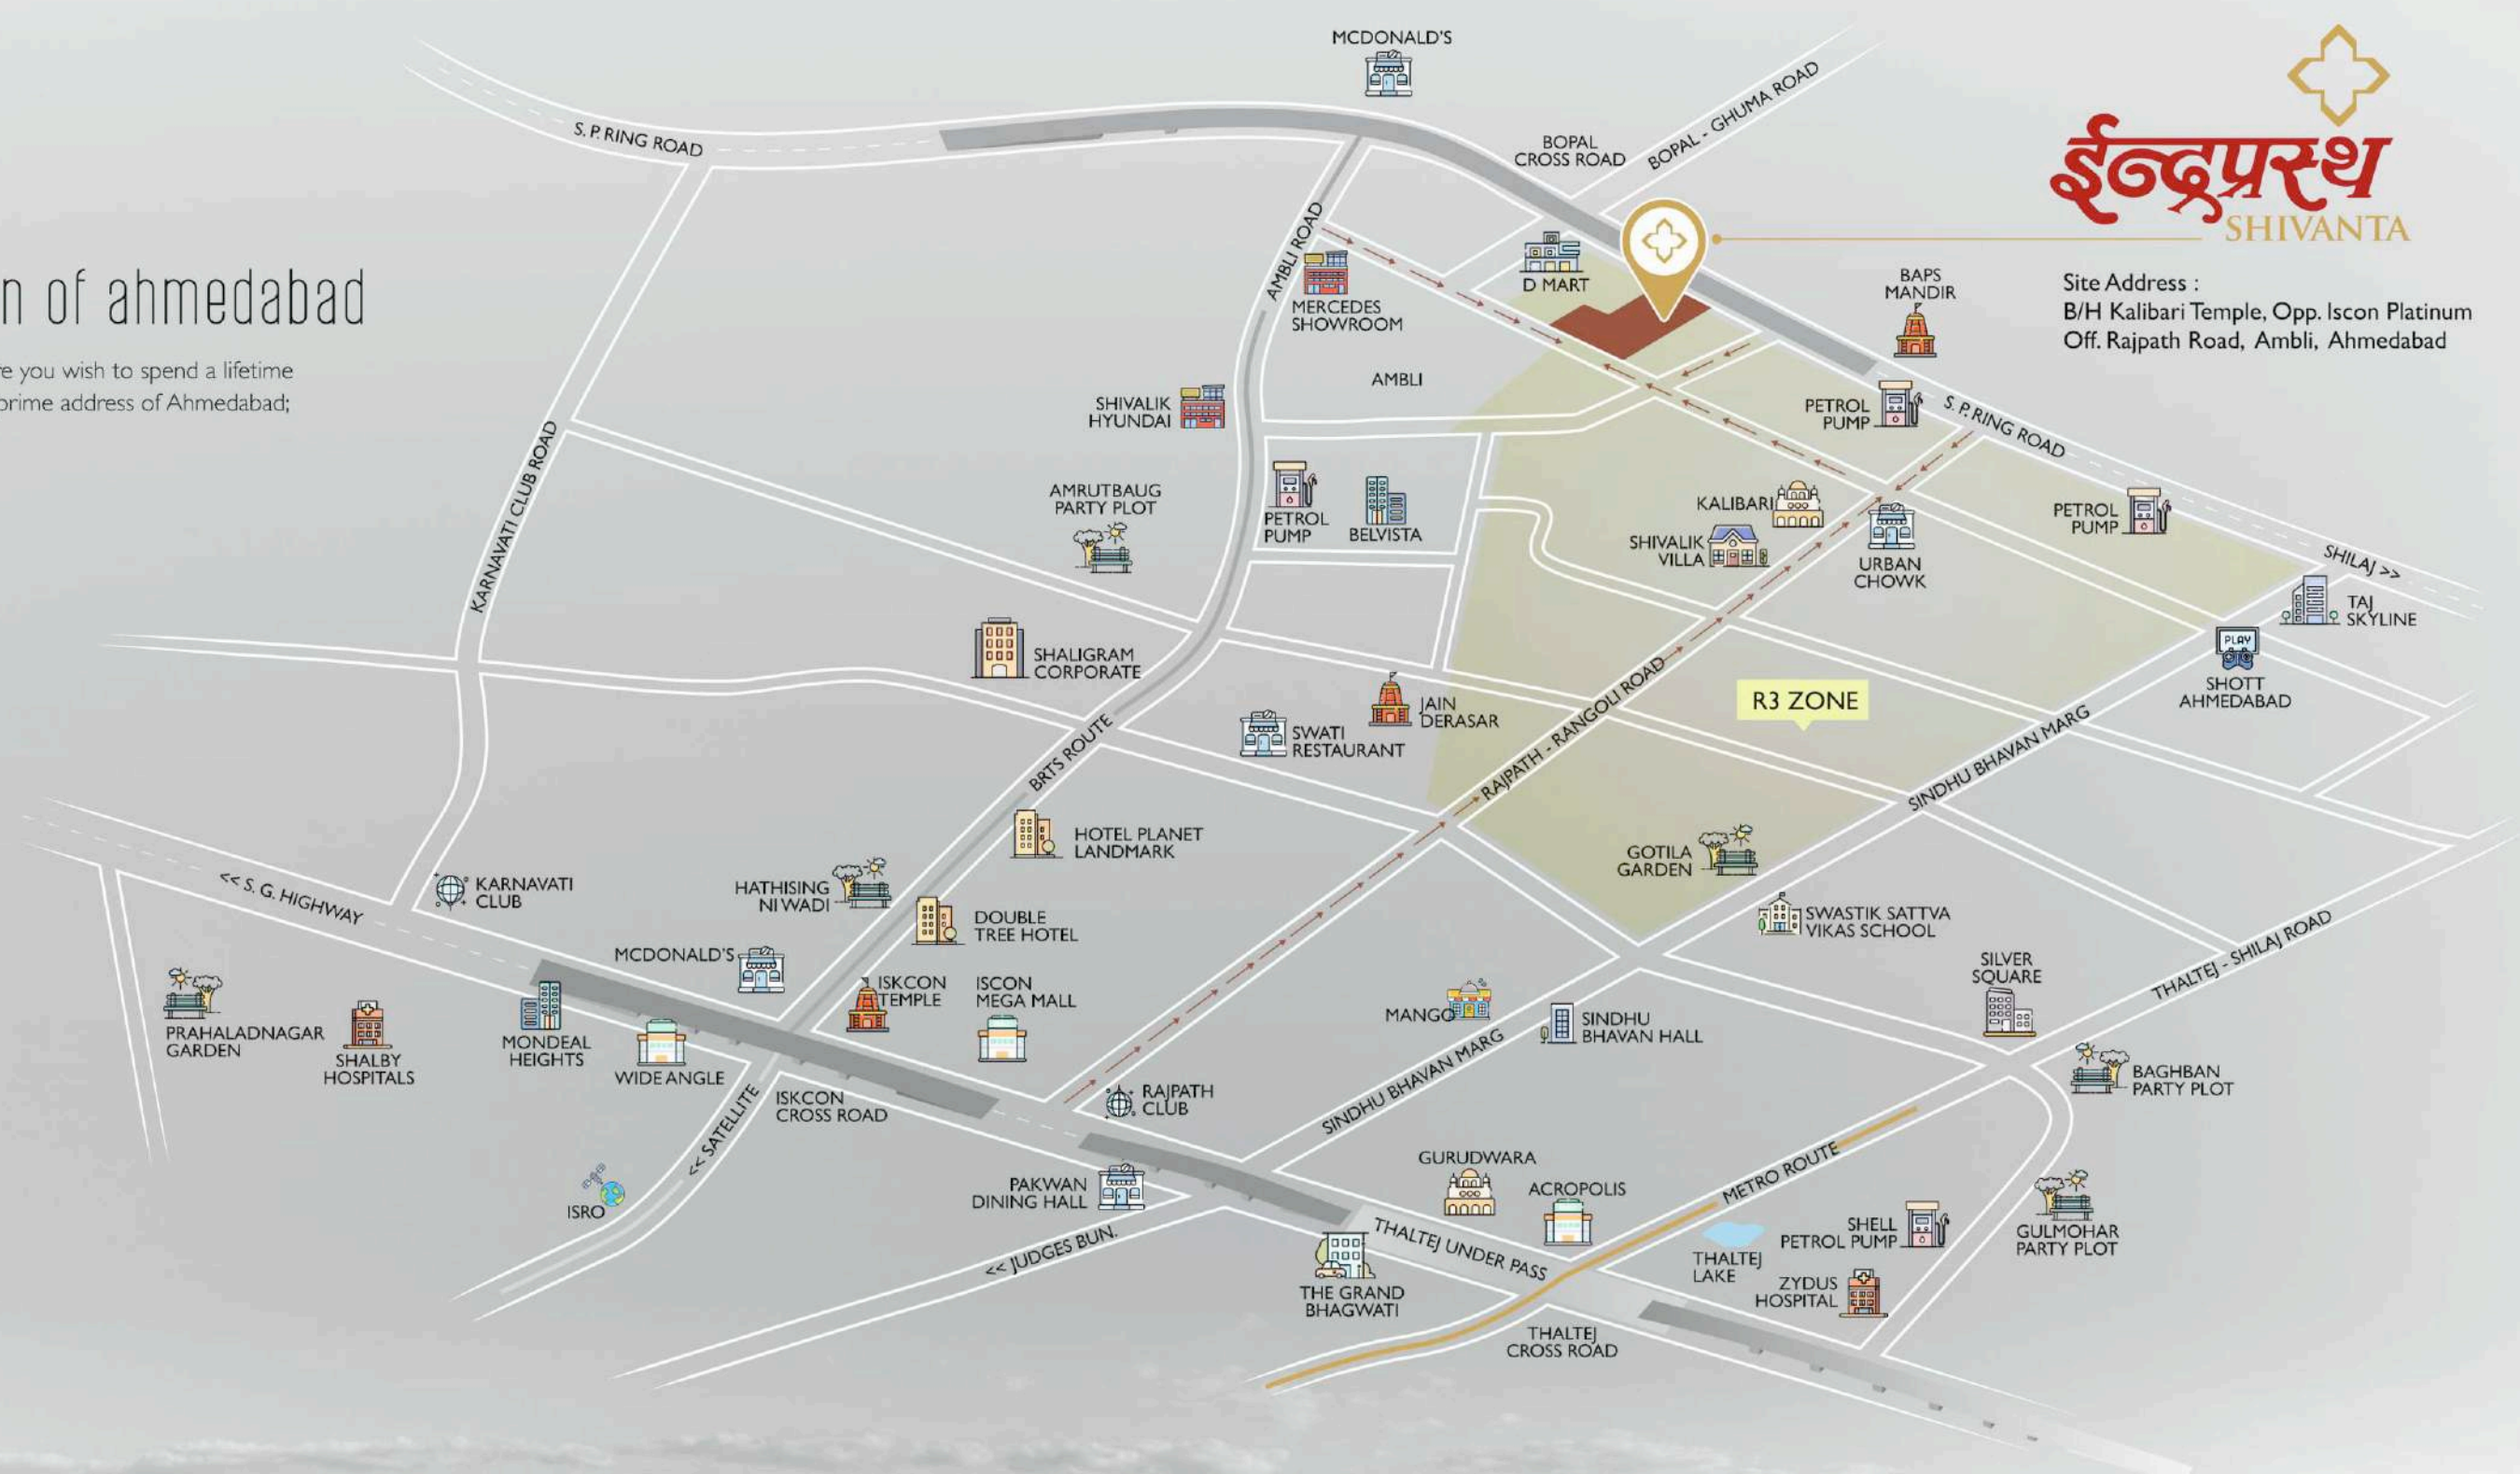 n of ahmedabad
e you wish to spend a lifetime
prime address of Ahmedabad;
ईन्द्रप्रस्थ
SHIVANTA
Site Address :
B/H Kalibari Temple, Opp. Iscon Platinum
Off. Rajpath Road, Ambli, Ahmedabad
MCDONALD'S
S. P. RING ROAD
BOPAL
CROSS ROAD
BOPAL - GHUMA ROAD
AMBLI ROAD
D MART
MERCEDES
SHOWROOM
BAPS
MANDIR
AMBLI
SHIVALIK
HYUNDAI
PETROL
PUMP
S. P. RING ROAD
KARNAVATI CLUB ROAD
AMRUTBAUG
PARTY PLOT
PETROL
PUMP
BELVISTA
KALIBARI
SHIVALIK
VILLA
URBAN
CHOWK
PETROL
PUMP
SHILAJ >>
TAJ
SKYLINE
PLAY
SHOTT
AHMEDABAD
SHALIGRAM
CORPORATE
JAIN
DERASAR
SWATI
RESTAURANT
RAJPATH - RANGOLI ROAD
R3 ZONE
SINDHU BHAVAN MARG
BRTS ROUTE
HOTEL PLANET
LANDMARK
GOTILA
GARDEN
<< S. G. HIGHWAY
KARNAVATI
CLUB
HATHISING
NI WADI
DOUBLE
TREE HOTEL
SWASTIK SATTVA
VIKAS SCHOOL
MCDONALD'S
ISKCON
TEMPLE
ISCON
MEGA MALL
SILVER
SQUARE
THALTEJ - SHILAJ ROAD
PRAHALADNAGAR
GARDEN
SHALBY
HOSPITALS
MONDEAL
HEIGHTS
WIDE ANGLE
MANGO
SINDHU
BHAVAN HALL
SINDHU BHAVAN MARG
BAGHBAN
PARTY PLOT
<< SATELLITE
ISKCON
CROSS ROAD
RAJPATH
CLUB
ISRO
PAKWAN
DINING HALL
<< JUDGES BUN.
GURUDWARA
ACROPOLIS
METRO ROUTE
THALTEJ UNDER PASS
THALTEJ
LAKE
SHELL
PETROL PUMP
GULMOHAR
PARTY PLOT
THE GRAND
BHAGWATI
ZYDUS
HOSPITAL
THALTEJ
CROSS ROAD